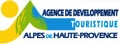 AGENCE DE DEVELOPPEMENT
TOURISTIQUE
ALPES DE HAUTE-PROVENCE